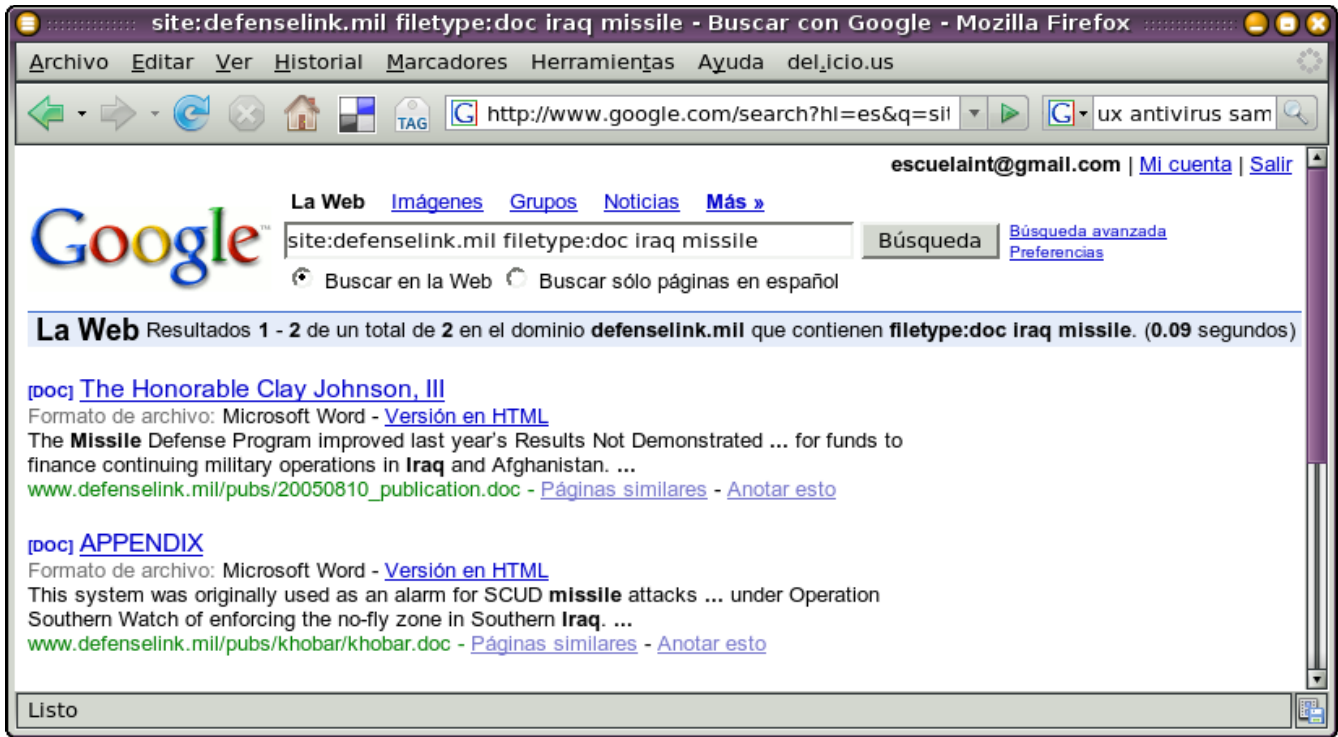 site:defenselink.mil filetype:doc iraq missile - Buscar con Google - Mozilla Firefox
Archivo Editar Ver Historial Marcadores Herramientas Ayuda del.icio.us
TAG G http://www.google.com/search?hl=es&q=sit G ux antivirus sam
escuelaint@gmail.com | Mi cuenta | Salir
La Web Imágenes Grupos Noticias Más »
Google™
site:defenselink.mil filetype:doc iraq missile Búsqueda Búsqueda avanzada
Preferencias
Buscar en la Web Buscar sólo páginas en español
La Web Resultados 1 - 2 de un total de 2 en el dominio defenselink.mil que contienen filetype:doc iraq missile. (0.09 segundos)
[DOC] The Honorable Clay Johnson, III
Formato de archivo: Microsoft Word - Versión en HTML
The Missile Defense Program improved last year's Results Not Demonstrated ... for funds to
finance continuing military operations in Iraq and Afghanistan. ...
www.defenselink.mil/pubs/20050810_publication.doc - Páginas similares - Anotar esto
[DOC] APPENDIX
Formato de archivo: Microsoft Word - Versión en HTML
This system was originally used as an alarm for SCUD missile attacks ... under Operation
Southern Watch of enforcing the no-fly zone in Southern Iraq. ...
www.defenselink.mil/pubs/khobar/khobar.doc - Páginas similares - Anotar esto
Listo